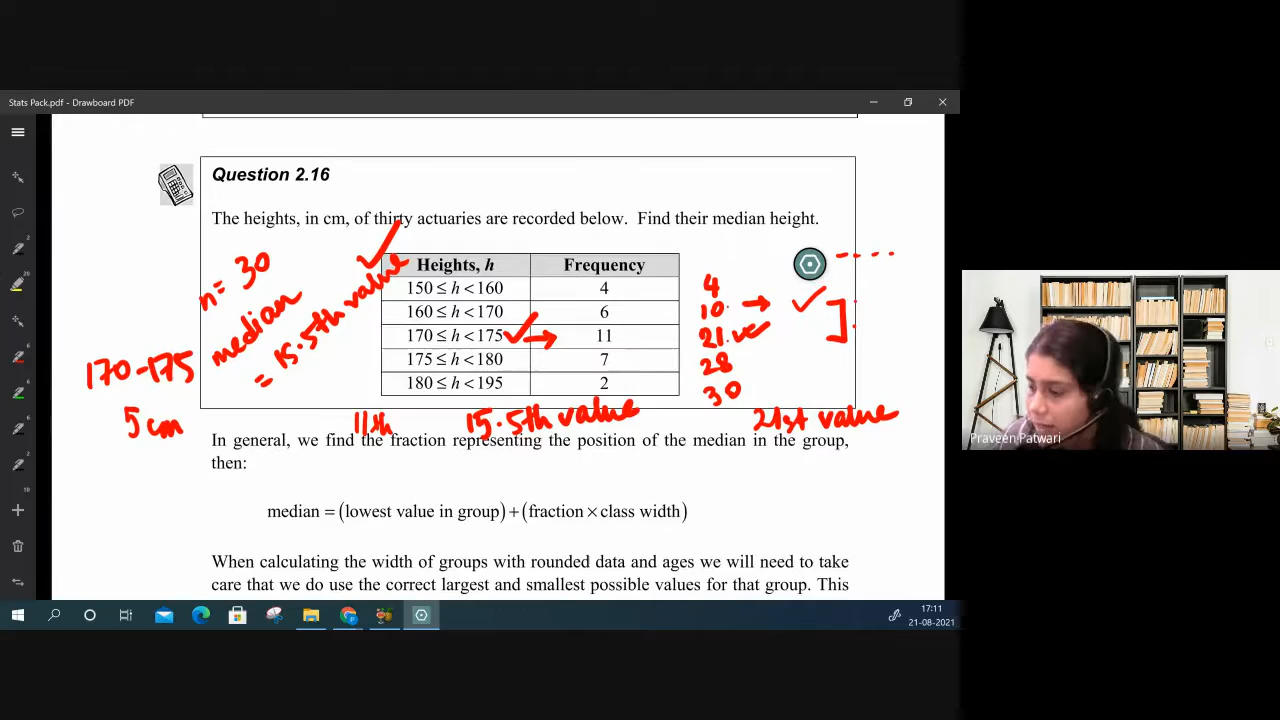 Stats Pack.pdf - Drawboard PDF
Question 2.16
The heights, in cm, of thirty actuaries are recorded below. Find their median height.
Heights, h Frequency
150 ≤ h < 160 4
160 ≤ h < 170 6
170 ≤ h < 175 11
175 ≤ h < 180 7
180 ≤ h < 195 2
n = 30
median
= 15.5th value
170-175
5 cm
4
10
21
28
30
11th 15.5th value 21st value
In general, we find the fraction representing the position of the median in the group,
then:
median = (lowest value in group) + (fraction × class width)
When calculating the width of groups with rounded data and ages we will need to take
care that we do use the correct largest and smallest possible values for that group. This
Praveen Patwari
17:11
21-08-2021